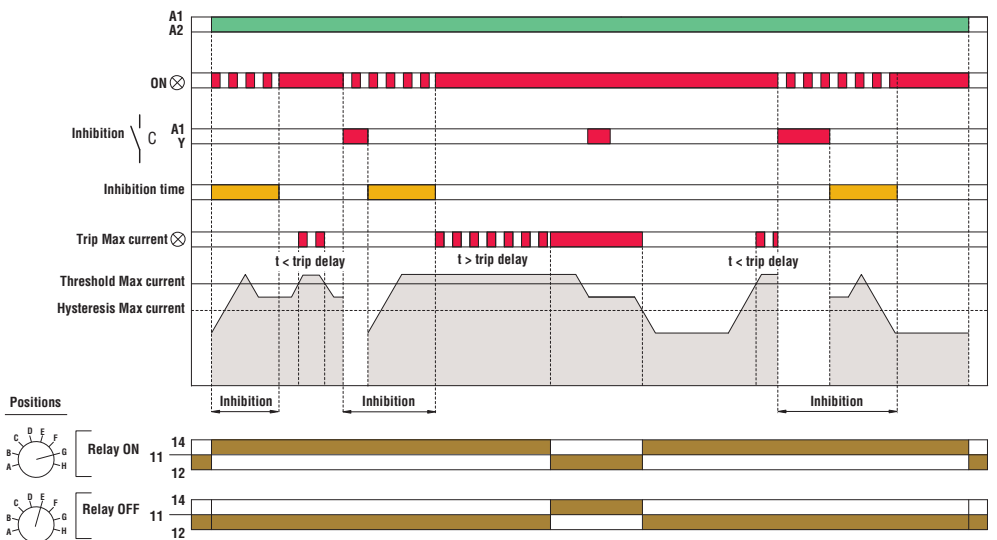 A1
A2
ON
Inhibition C A1
Y
Inhibition time
Trip Max current
t < trip delay t > trip delay t < trip delay
Threshold Max current
Hysteresis Max current
Inhibition Inhibition Inhibition
Positions
A B C D E F G H
Relay ON 11 14
12
A B C D E F G H
Relay OFF 11 14
12